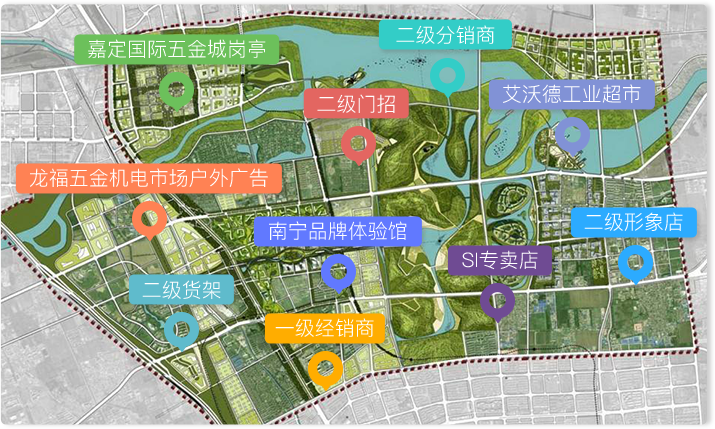 二级分销商
嘉定国际五金城岗亭
艾沃德工业超市
二级门招
龙福五金机电市场户外广告
二级形象店
南宁品牌体验馆
SI专卖店
二级货架
一级经销商